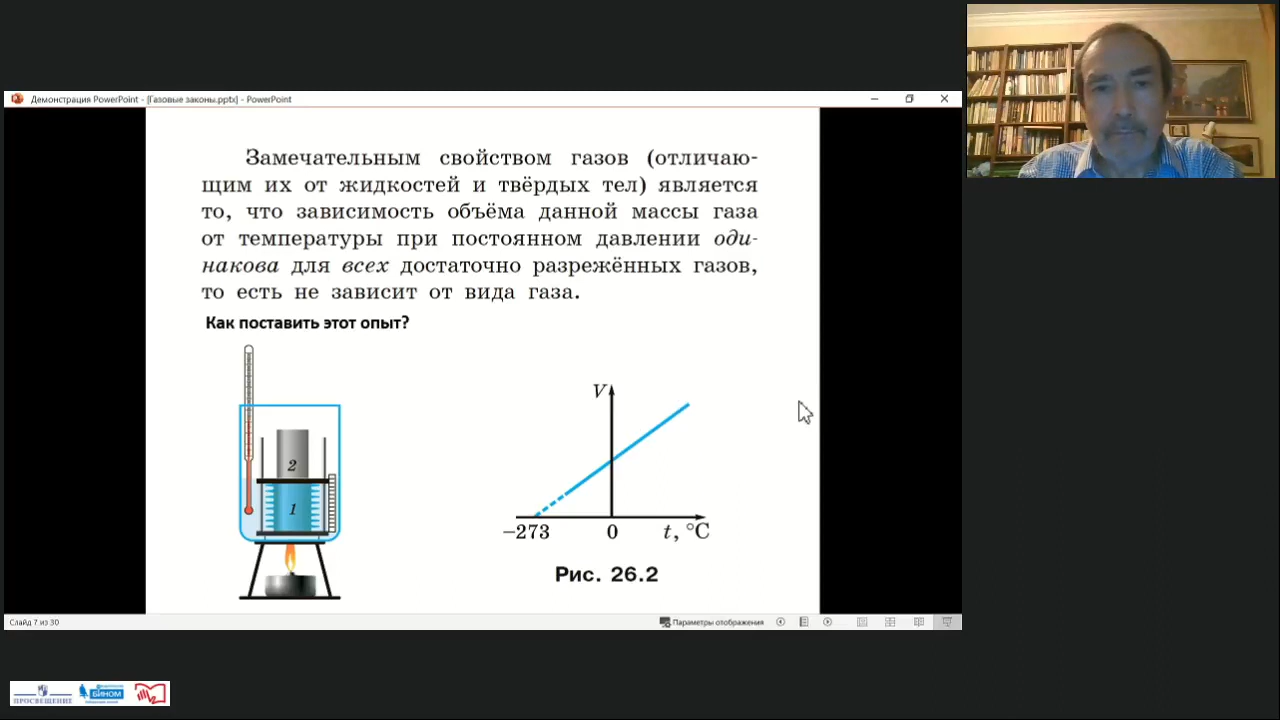 Демонстрация PowerPoint - [Газовые законы.pptx] - PowerPoint
Замечательным свойством газов (отличаю-
щим их от жидкостей и твёрдых тел) является
то, что зависимость объёма данной массы газа
от температуры при постоянном давлении оди-
накова для всех достаточно разрежённых газов,
то есть не зависит от вида газа.
Как поставить этот опыт?
2
1
V
−273
0
t, °C
Рис. 26.2
Слайд 7 из 30
Параметры отображения
ПРОСВЕЩЕНИЕ
БИНОМ